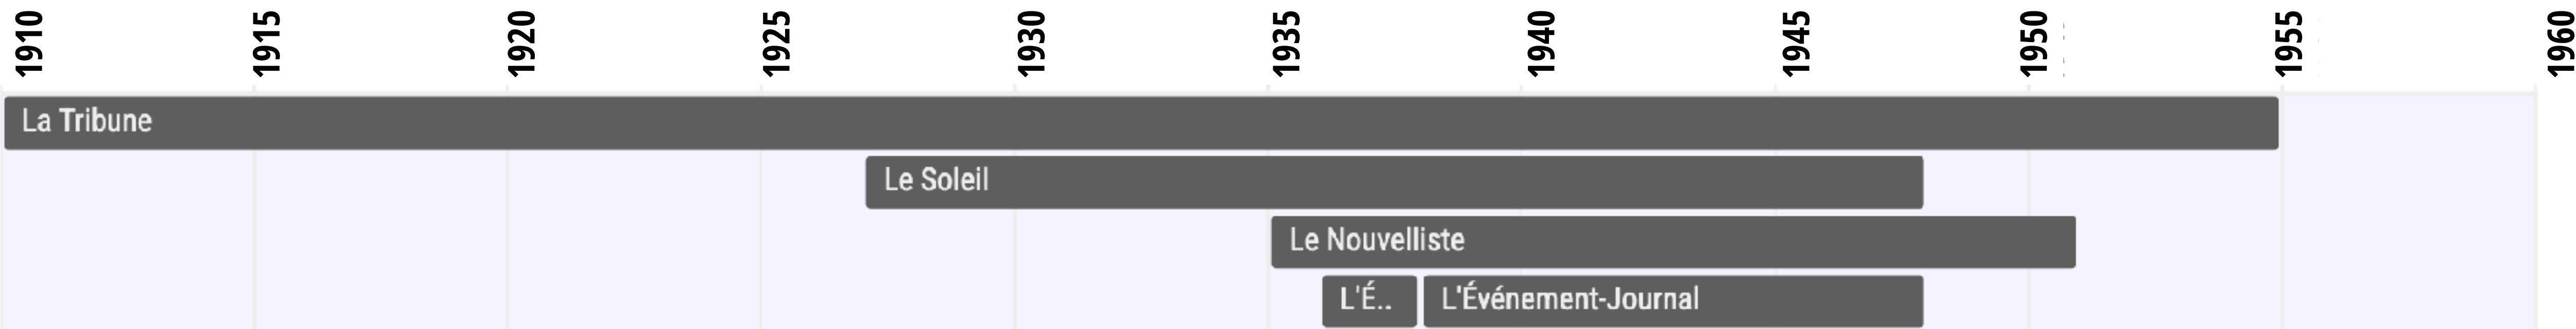 1910 1915 1920 1925 1930 1935 1940 1945 1950 1955 1960
La Tribune
Le Soleil
Le Nouvelliste
L'É.. L'Événement-Journal